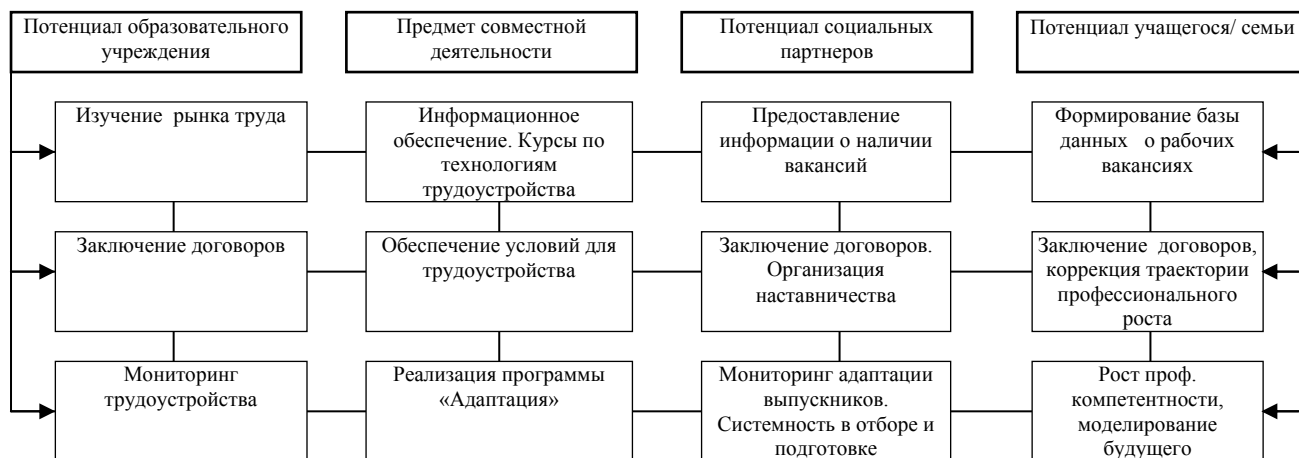 Потенциал образовательного
учреждения
Предмет совместной
деятельности
Потенциал социальных
партнеров
Потенциал учащегося/ семьи
Изучение рынка труда
Информационное
обеспечение. Курсы по
технологиям
трудоустройства
Предоставление
информации о наличии
вакансий
Формирование базы
данных о рабочих
вакансиях
Заключение договоров
Обеспечение условий для
трудоустройства
Заключение договоров.
Организация
наставничества
Заключение договоров,
коррекция траектории
профессионального
роста
Мониторинг
трудоустройства
Реализация программы
«Адаптация»
Мониторинг адаптации
выпускников.
Системность в отборе и
подготовке
Рост проф.
компетентности,
моделирование
будущего